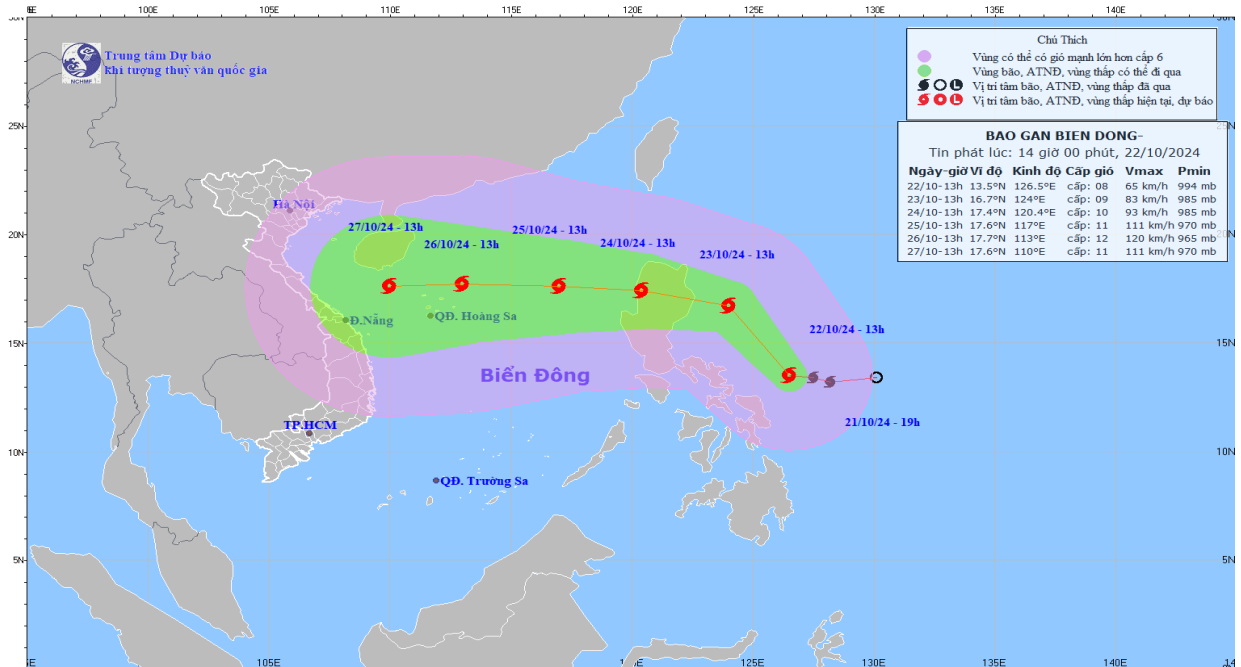 E 100E 105E 110E 115E 120E 125E 130E 135E 140E
30N
25N
20N
15N
10N
5N
105E 110E 115E 120E 125E 130E 135E 140E
Trung tâm Dự báo
khí tượng thuỷ văn quốc gia
NCHMF
Chú Thích
Vùng có thể có gió mạnh lớn hơn cấp 6
Vùng bão, ATNĐ, vùng thấp có thể đi qua
Vị trí tâm bão, ATNĐ, vùng thấp đã qua
Vị trí tâm bão, ATNĐ, vùng thấp hiện tại, dự báo
BAO GAN BIEN DONG-
Tin phát lúc: 14 giờ 00 phút, 22/10/2024
Ngày-giờ Vĩ độ Kinh độ Cấp gió Vmax Pmin
22/10-13h 13.5°N 126.5°E cấp: 08 65 km/h 994 mb
23/10-13h 16.7°N 124°E cấp: 09 83 km/h 985 mb
24/10-13h 17.4°N 120.4°E cấp: 10 93 km/h 985 mb
25/10-13h 17.6°N 117°E cấp: 11 111 km/h 970 mb
26/10-13h 17.7°N 113°E cấp: 12 120 km/h 965 mb
27/10-13h 17.6°N 110°E cấp: 11 111 km/h 970 mb
Hà Nội
27/10/24 - 13h
26/10/24 - 13h
25/10/24 - 13h
24/10/24 - 13h
23/10/24 - 13h
22/10/24 - 13h
21/10/24 - 19h
Đ.Nẵng
QĐ. Hoàng Sa
Biển Đông
TP.HCM
QĐ. Trường Sa